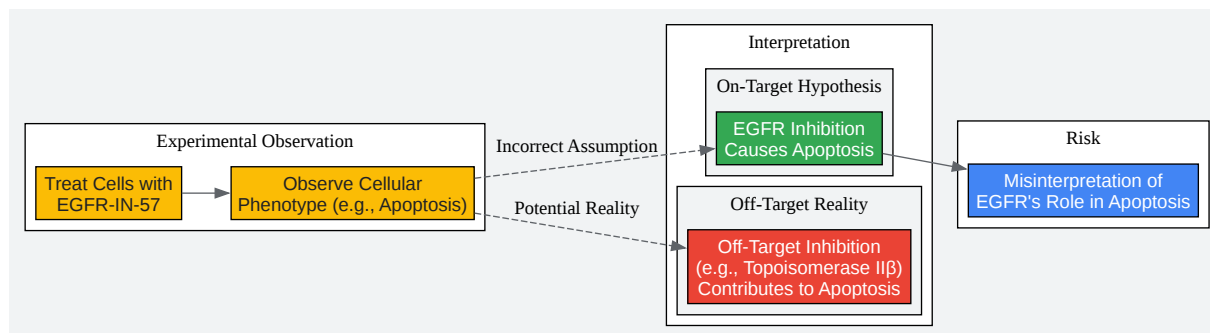 Experimental Observation
Treat Cells with
EGFR-IN-57
Observe Cellular
Phenotype (e.g., Apoptosis)
Incorrect Assumption
Potential Reality
Interpretation
On-Target Hypothesis
EGFR Inhibition
Causes Apoptosis
Off-Target Reality
Off-Target Inhibition
(e.g., Topoisomerase IIβ)
Contributes to Apoptosis
Risk
Misinterpretation of
EGFR's Role in Apoptosis